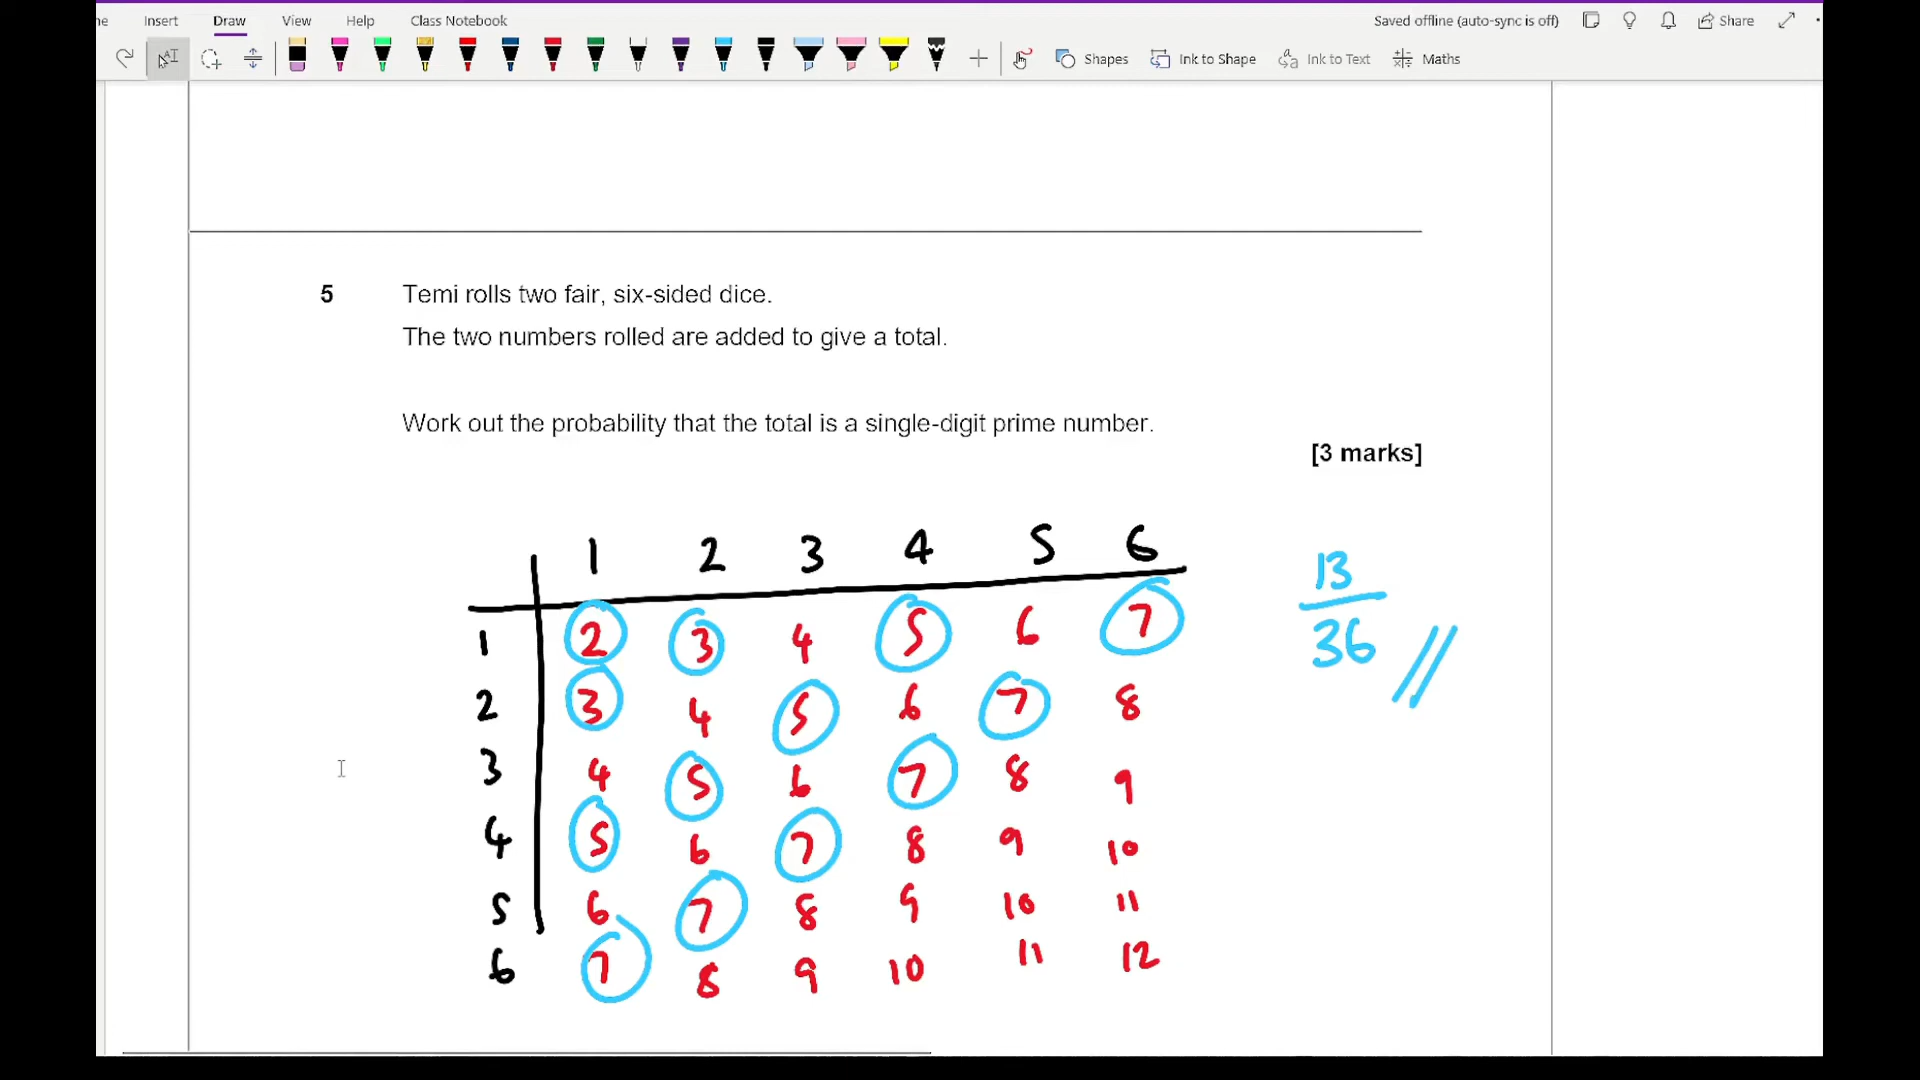 ne Insert Draw View Help Class Notebook Saved offline (auto-sync is off) Share
Shapes Ink to Shape Ink to Text Maths
5 Temi rolls two fair, six-sided dice.
The two numbers rolled are added to give a total.
Work out the probability that the total is a single-digit prime number.
[3 marks]
1 2 3 4 5 6
1 2 3 4 5 6 7
2 3 4 5 6 7 8
3 4 5 6 7 8 9
4 5 6 7 8 9 10
5 6 7 8 9 10 11
6 7 8 9 10 11 12
13
36